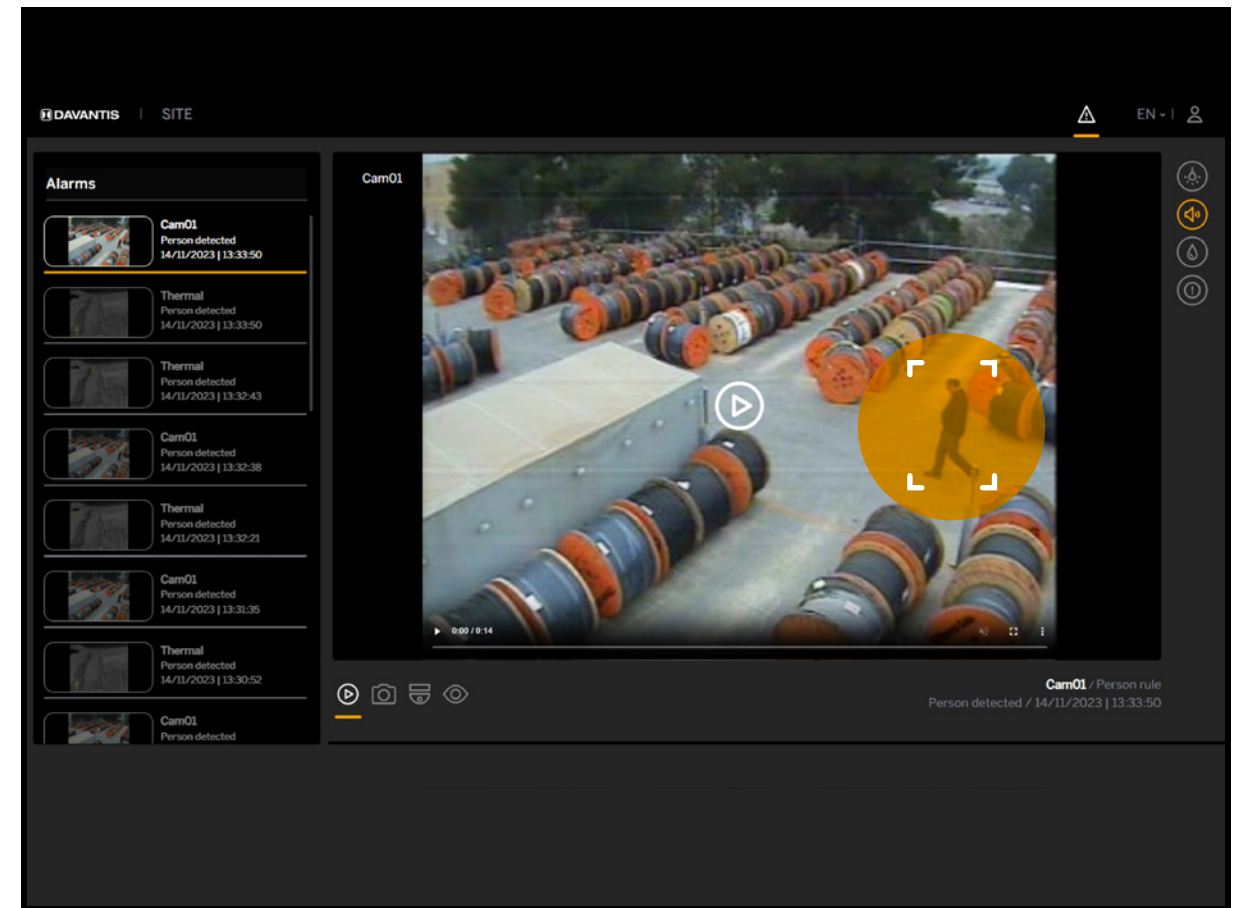 DAVANTIS | SITE
EN
Alarms
Cam01
Person detected
14/11/2023 | 13:33:50
Thermal
Person detected
14/11/2023 | 13:33:50
Thermal
Person detected
14/11/2023 | 13:32:43
Cam01
Person detected
14/11/2023 | 13:32:38
Thermal
Person detected
14/11/2023 | 13:32:21
Cam01
Person detected
14/11/2023 | 13:31:35
Thermal
Person detected
14/11/2023 | 13:30:52
Cam01
Person detected
Cam01
0:00 / 0:14
Cam01 / Person rule
Person detected / 14/11/2023 | 13:33:50